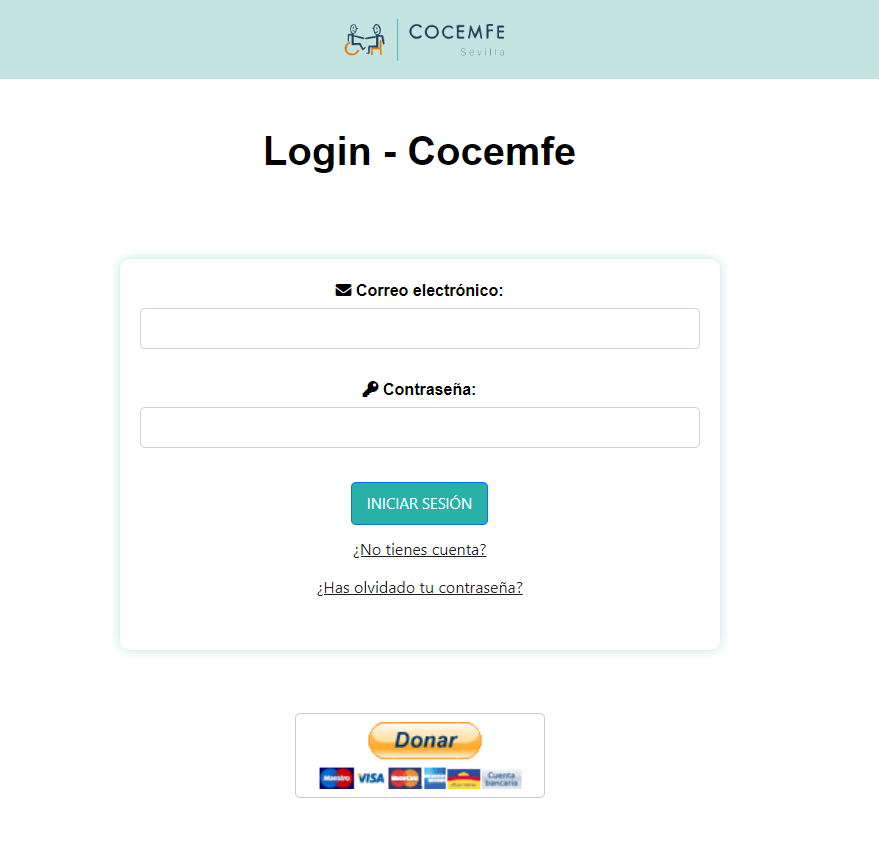 COCEMFE
Sevilla
Login - Cocemfe
Correo electrónico:
Contraseña:
INICIAR SESIÓN
¿No tienes cuenta?
¿Has olvidado tu contraseña?
Donar
Maestro VISA MasterCard Cuenta bancaria